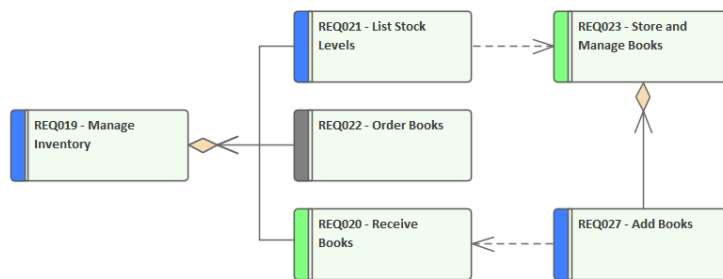 REQ021 - List Stock
Levels
REQ023 - Store and
Manage Books
REQ019 - Manage
Inventory
REQ022 - Order Books
REQ020 - Receive
Books
REQ027 - Add Books